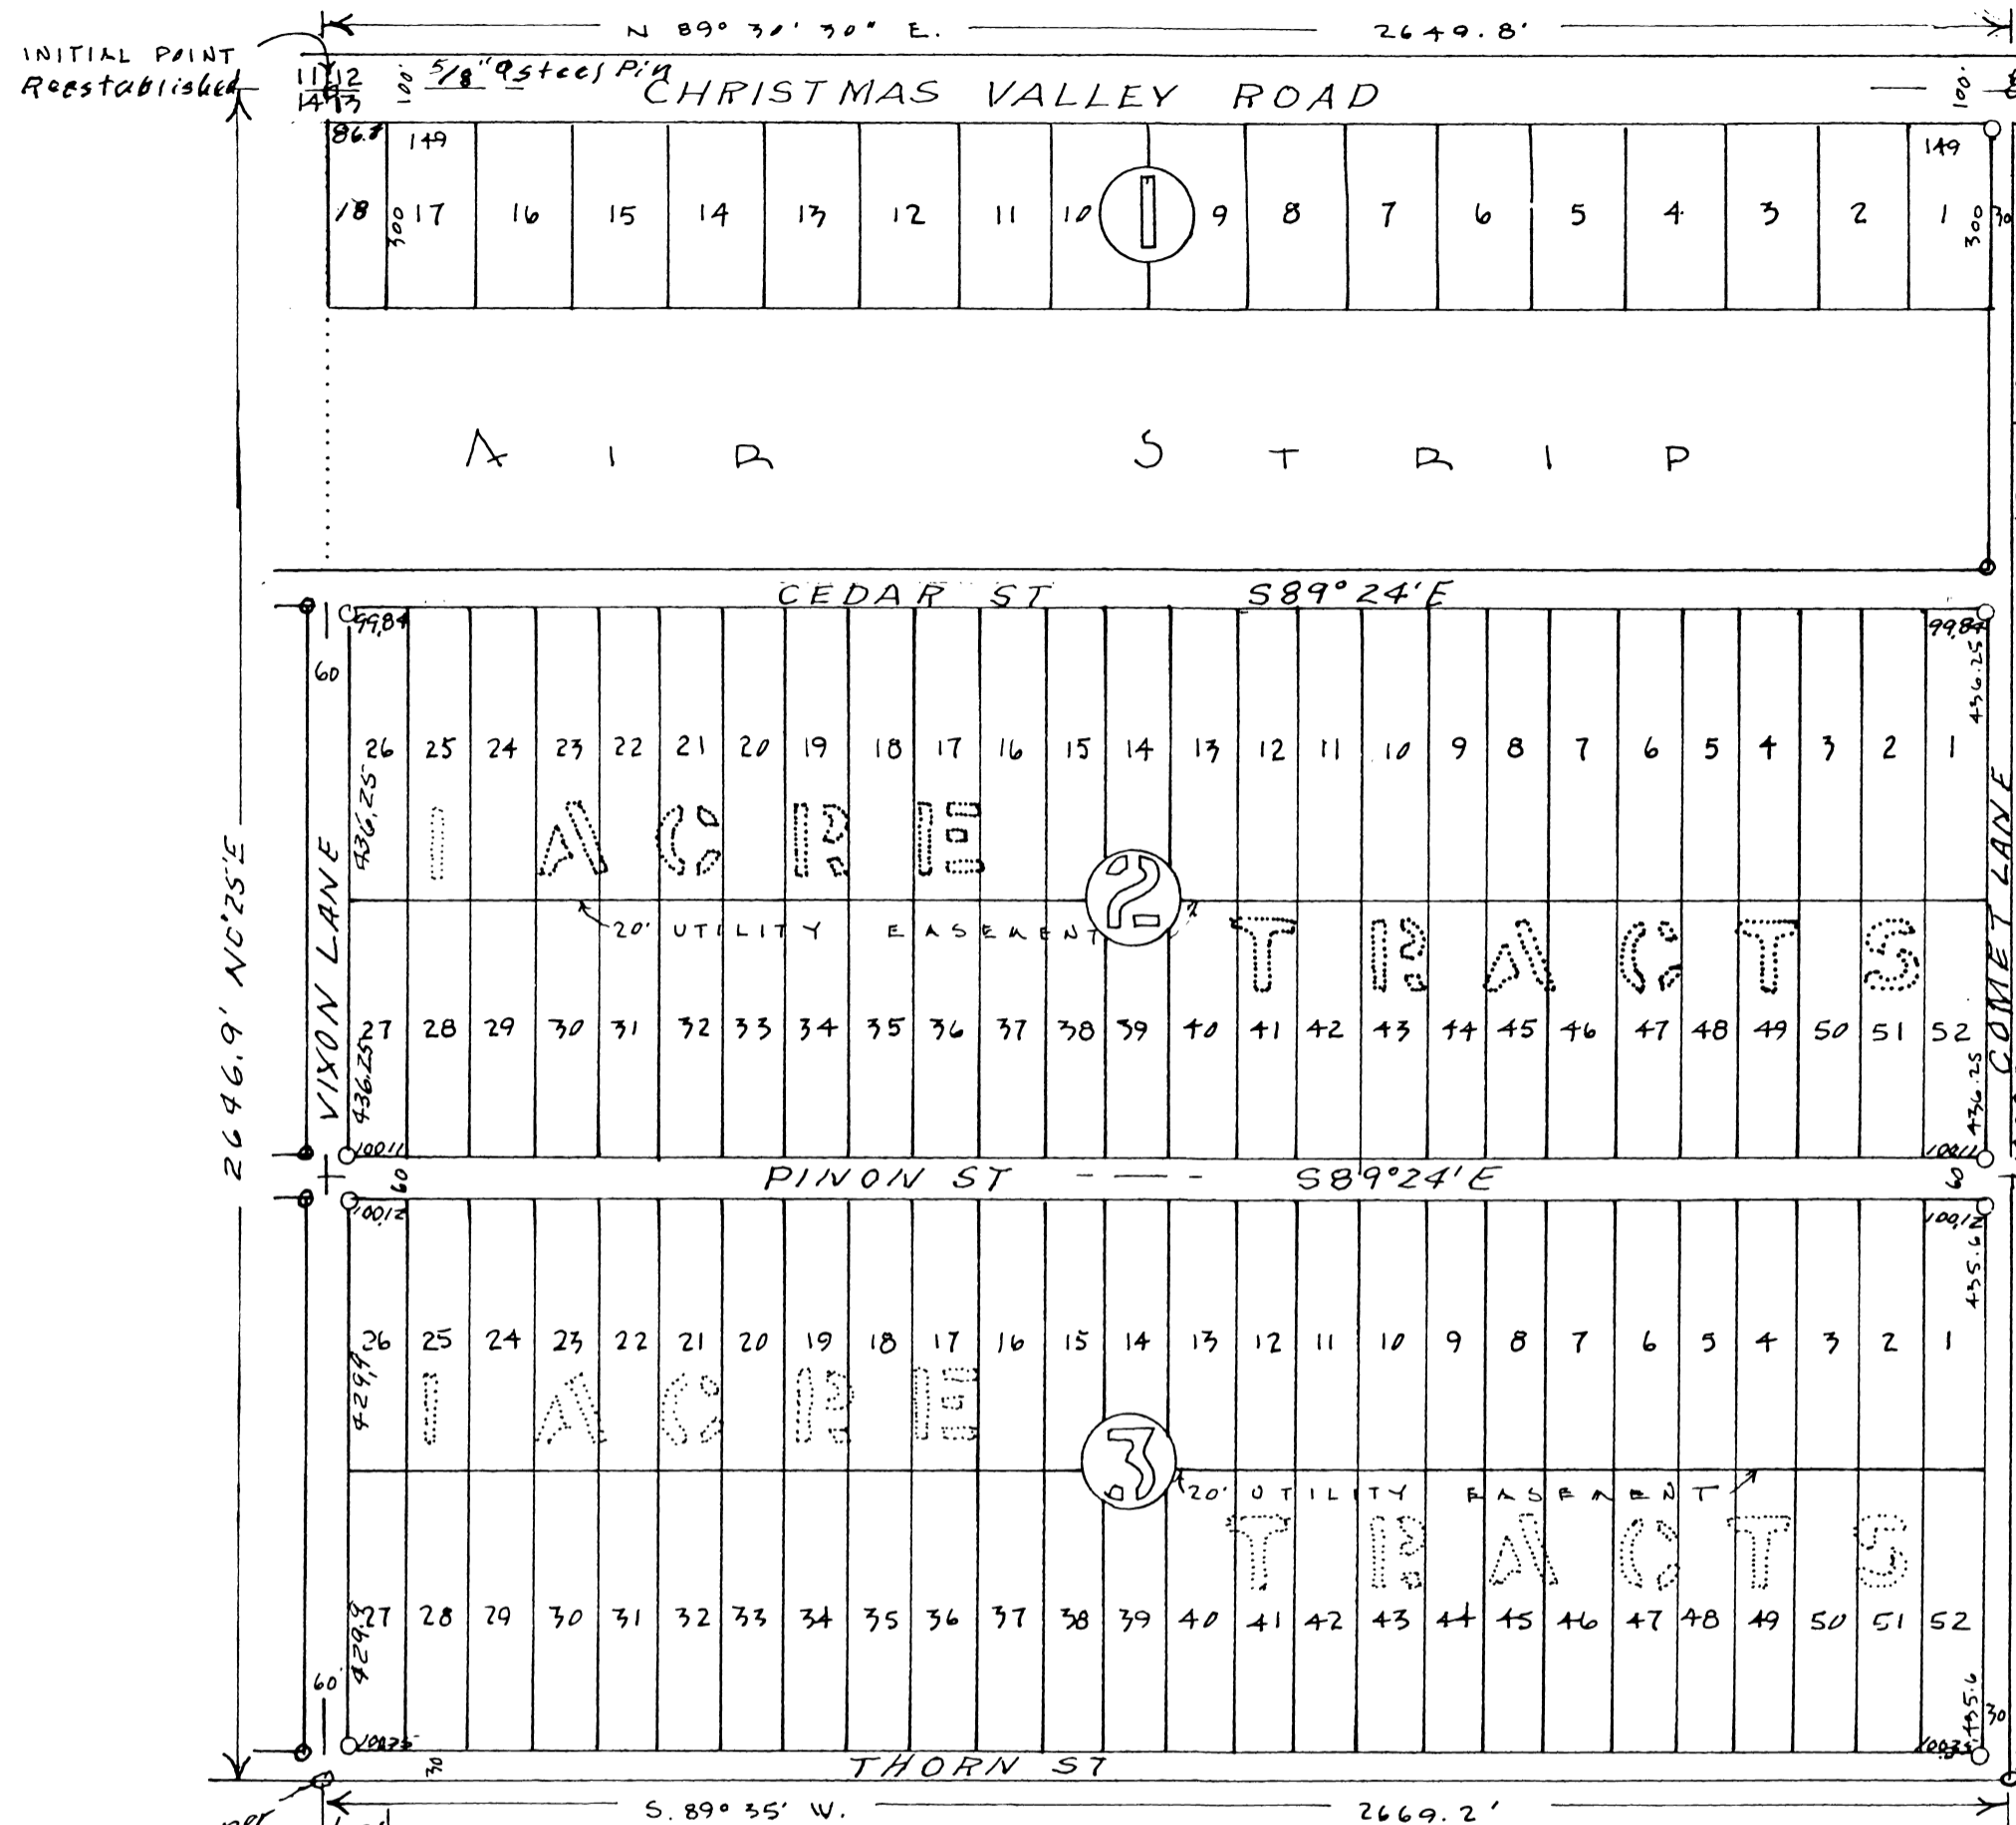 N 89° 30' 30" E. 2649.8'
INITIAL POINT
Reestablished
11 12
14 13
100' 5/8" steel Pin
CHRISTMAS VALLEY ROAD
100'
149 149
18 17 16 15 14 13 12 11 10 1 9 8 7 6 5 4 3 2 1
300 300 30
AIR STRIP
CEDAR ST S89°24'E
99.84 99.84
60
436.25
26 25 24 23 22 21 20 19 18 17 16 15 14 13 12 11 10 9 8 7 6 5 4 3 2 1
436.25
1 ACRE
2
20' UTILITY EASEMENT
TRACTS
2646.9' N0°25'E
VIXON LANE
COMET LANE
27 28 29 30 31 32 33 34 35 36 37 38 39 40 41 42 43 44 45 46 47 48 49 50 51 52
436.25 436.25
100.11 100.11
60 60
PINON ST S89°24'E
100.12 100.12
435.6
26 25 24 23 22 21 20 19 18 17 16 15 14 13 12 11 10 9 8 7 6 5 4 3 2 1
429.9
1 ACRE
3
20' UTILITY EASEMENT
TRACTS
27 28 29 30 31 32 33 34 35 36 37 38 39 40 41 42 43 44 45 46 47 48 49 50 51 52
429.9 435.6
60' 30
30
THORN ST
S. 89° 35' W. 2669.2'